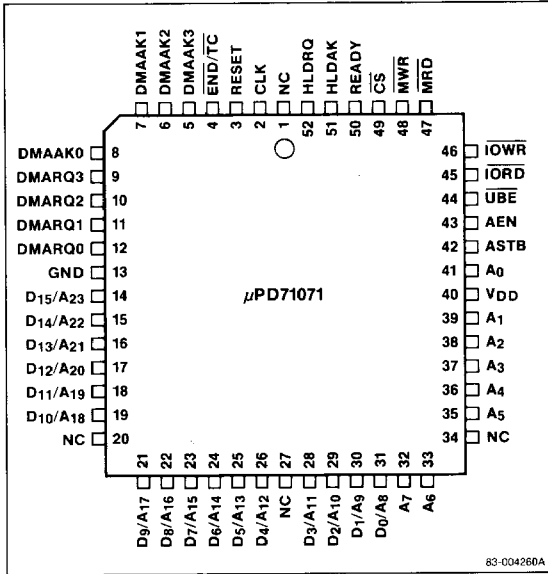 DMAAK1
DMAAK2
DMAAK3
END/TC
RESET
CLK
NC
HLDRQ
HLDAK
READY
CS
MWR
MRD
7 6 5 4 3 2 1 52 51 50 49 48 47
DMAAK0 8
DMARQ3 9
DMARQ2 10
DMARQ1 11
DMARQ0 12
GND 13
D15/A23 14
D14/A22 15
D13/A21 16
D12/A20 17
D11/A19 18
D10/A18 19
NC 20
μPD71071
46 IOWR
45 IORD
44 UBE
43 AEN
42 ASTB
41 A0
40 VDD
39 A1
38 A2
37 A3
36 A4
35 A5
34 NC
21 22 23 24 25 26 27 28 29 30 31 32 33
D9/A17
D8/A16
D7/A15
D6/A14
D5/A13
D4/A12
NC
D3/A11
D2/A10
D1/A9
D0/A8
A7
A6
83-004260A